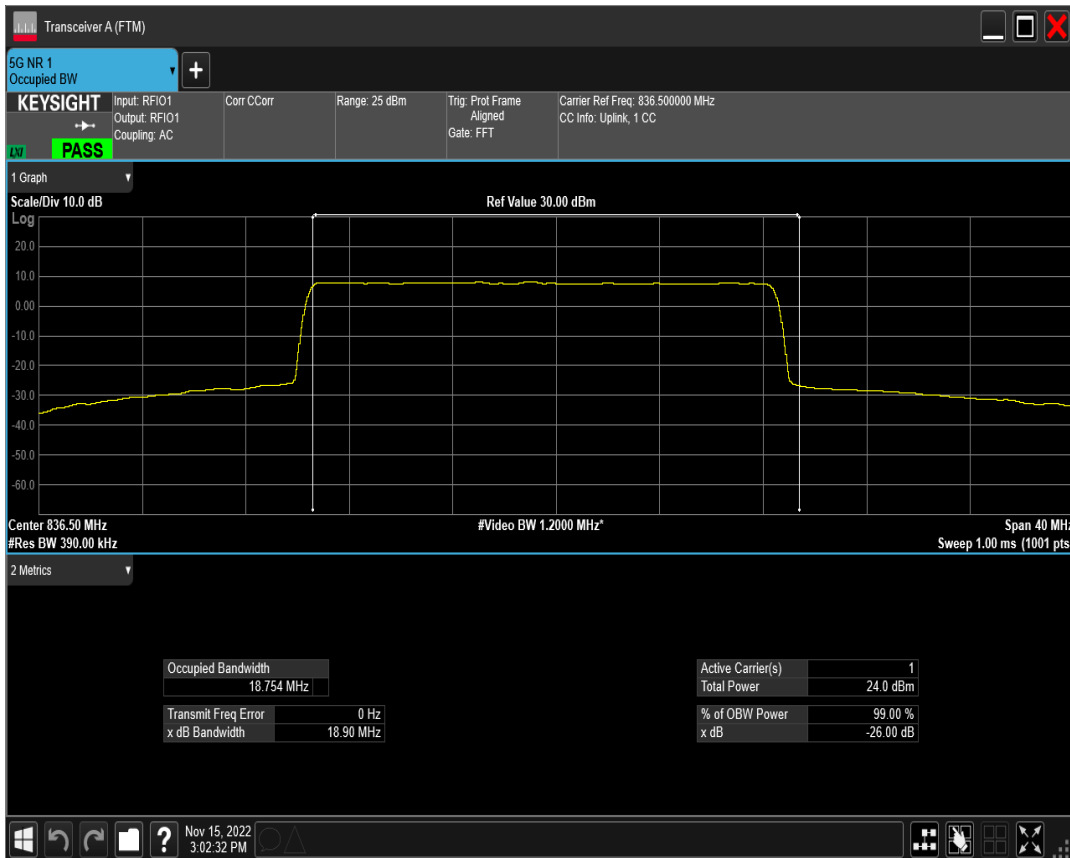 Transceiver A (FTM)
5G NR 1
Occupied BW
+
KEYSIGHT
LXI
PASS
Input: RFIO1
Output: RFIO1
Coupling: AC
Corr CCorr
Range: 25 dBm
Trig: Prot Frame
Aligned
Gate: FFT
Carrier Ref Freq: 836.500000 MHz
CC Info: Uplink, 1 CC
1 Graph
Scale/Div 10.0 dB
Ref Value 30.00 dBm
Log
20.0
10.0
0.00
-10.0
-20.0
-30.0
-40.0
-50.0
-60.0
Center 836.50 MHz
#Video BW 1.2000 MHz*
Span 40 MHz
#Res BW 390.00 kHz
Sweep 1.00 ms (1001 pts
2 Metrics
Occupied Bandwidth
18.754 MHz
Transmit Freq Error 0 Hz
x dB Bandwidth 18.90 MHz
Active Carrier(s) 1
Total Power 24.0 dBm
% of OBW Power 99.00 %
x dB -26.00 dB
?
Nov 15, 2022
3:02:32 PM